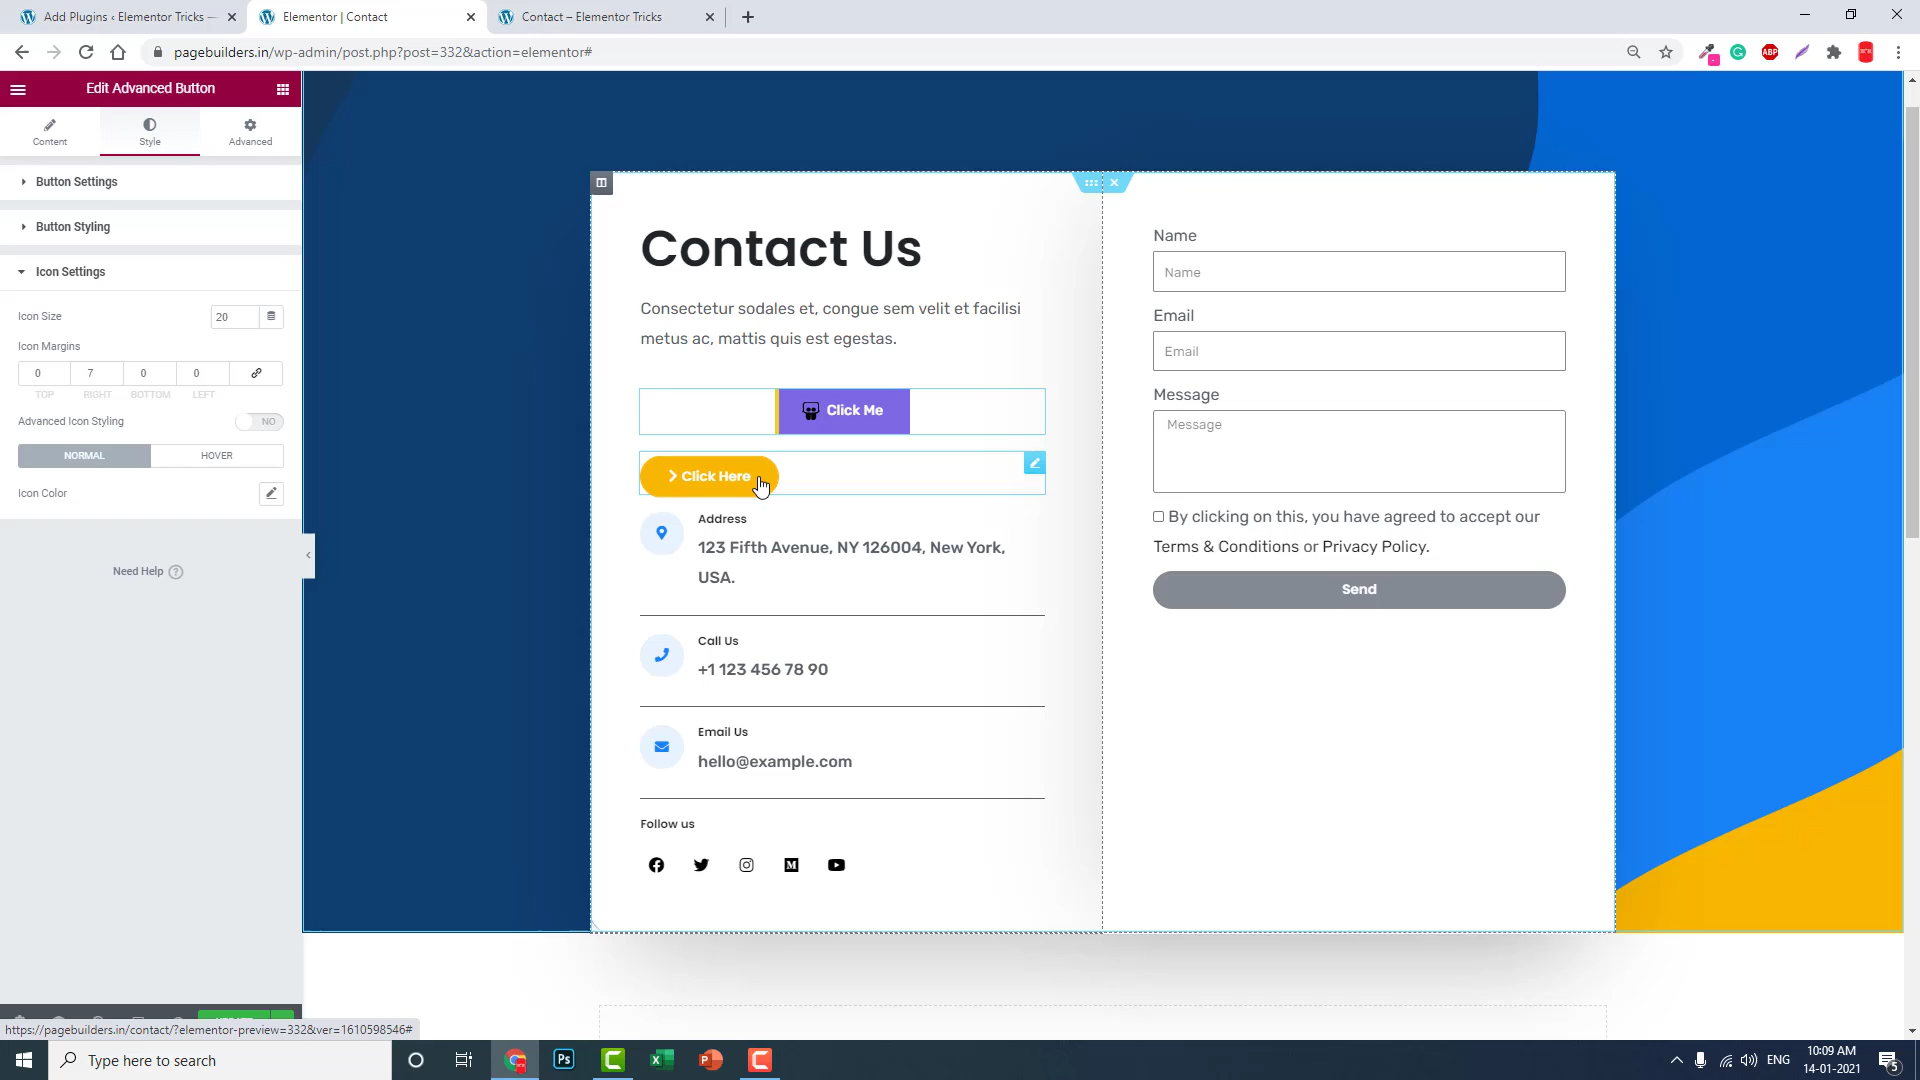 Add Plugins ‹ Elementor Tricks —
Elementor | Contact
Contact – Elementor Tricks
pagebuilders.in/wp-admin/post.php?post=332&action=elementor#
ABP
Edit Advanced Button
Content
Style
Advanced
Button Settings
Button Styling
Icon Settings
Icon Size
20
Icon Margins
0 7 0 0
TOP RIGHT BOTTOM LEFT
Advanced Icon Styling
NO
NORMAL
HOVER
Icon Color
Need Help
Contact Us
Consectetur sodales et, congue sem velit et facilisi
metus ac, mattis quis est egestas.
Click Me
Click Here
Address
123 Fifth Avenue, NY 126004, New York,
USA.
Call Us
+1 123 456 78 90
Email Us
hello@example.com
Follow us
Name
Name
Email
Email
Message
Message
By clicking on this, you have agreed to accept our
Terms & Conditions or Privacy Policy.
Send
https://pagebuilders.in/contact/?elementor-preview=332&ver=1610598546#
Type here to search
Ps
ENG
10:09 AM
14-01-2021
5